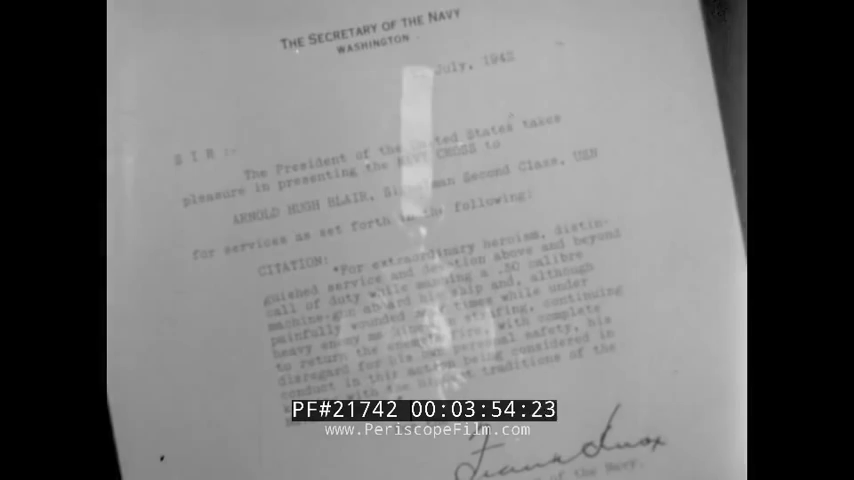 THE SECRETARY OF THE NAVY
WASHINGTON
July, 1942
SIR:-
The President of the United States takes
pleasure in presenting the NAVY CROSS to
ARNOLD HUGH BLAIR, Signalman Second Class, USN
for services as set forth in the following:
CITATION:
"For extraordinary heroism, distin-
guished service and devotion above and beyond
call of duty while manning a .50 calibre
machine-gun aboard his ship and, although
painfully wounded times while under
heavy enemy strafing, continuing
to return the enemy fire, with complete
disregard for his own personal safety, his
conduct in this action being considered in
with the highest traditions of the
PF#21742 00:03:54:23
www.PeriscopeFilm.com
Frank Knox
of the Navy.